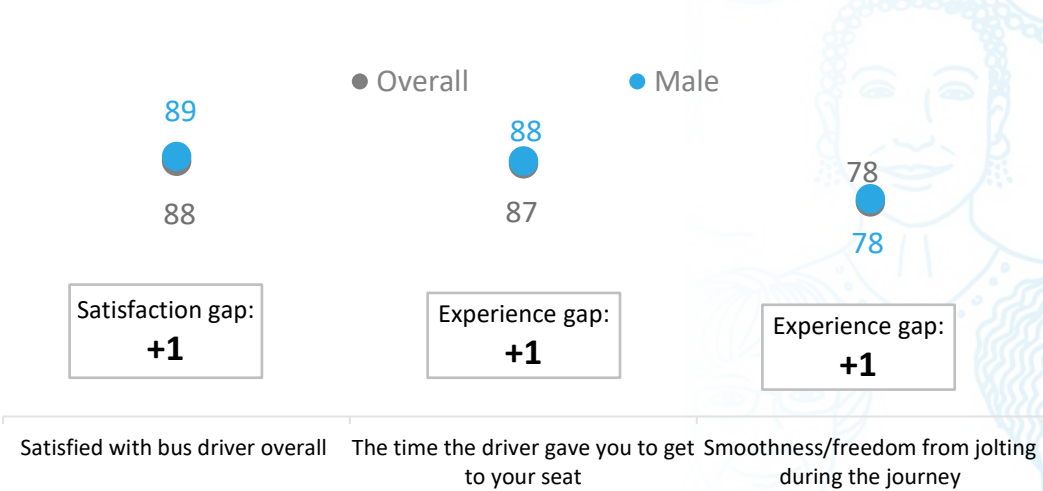 Overall
Male
89
88
88
87
78
78
Satisfaction gap:
+1
Experience gap:
+1
Experience gap:
+1
Satisfied with bus driver overall
The time the driver gave you to get
to your seat
Smoothness/freedom from jolting
during the journey